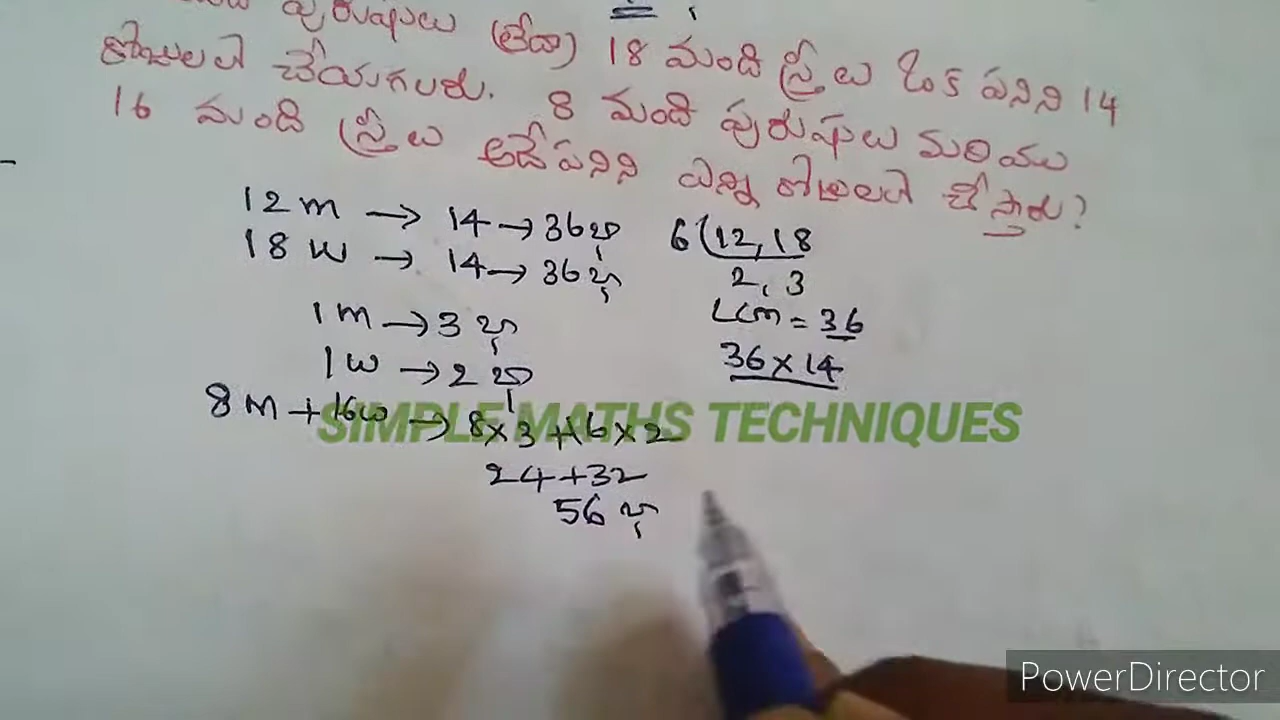 పురుషులు (లేదా) 18 మంది స్త్రీలు ఒక పనిని 14
రోజులలో చేయగలరు. 8 మంది పురుషులు మరియు
16 మంది స్త్రీలు అదేపనిని ఎన్ని రోజులలో చేస్తారు?
12 m → 14 → 36 భా
6 ( 12, 18
18 W → 14 → 36 భా
2, 3
1 m → 3 భా
LCM = 36
1 W → 2 భా
36 × 14
8 m + 16 w → 8 × 3 + 16 × 2
SIMPLE MATHS TECHNIQUES
24 + 32
56 భా
PowerDirector